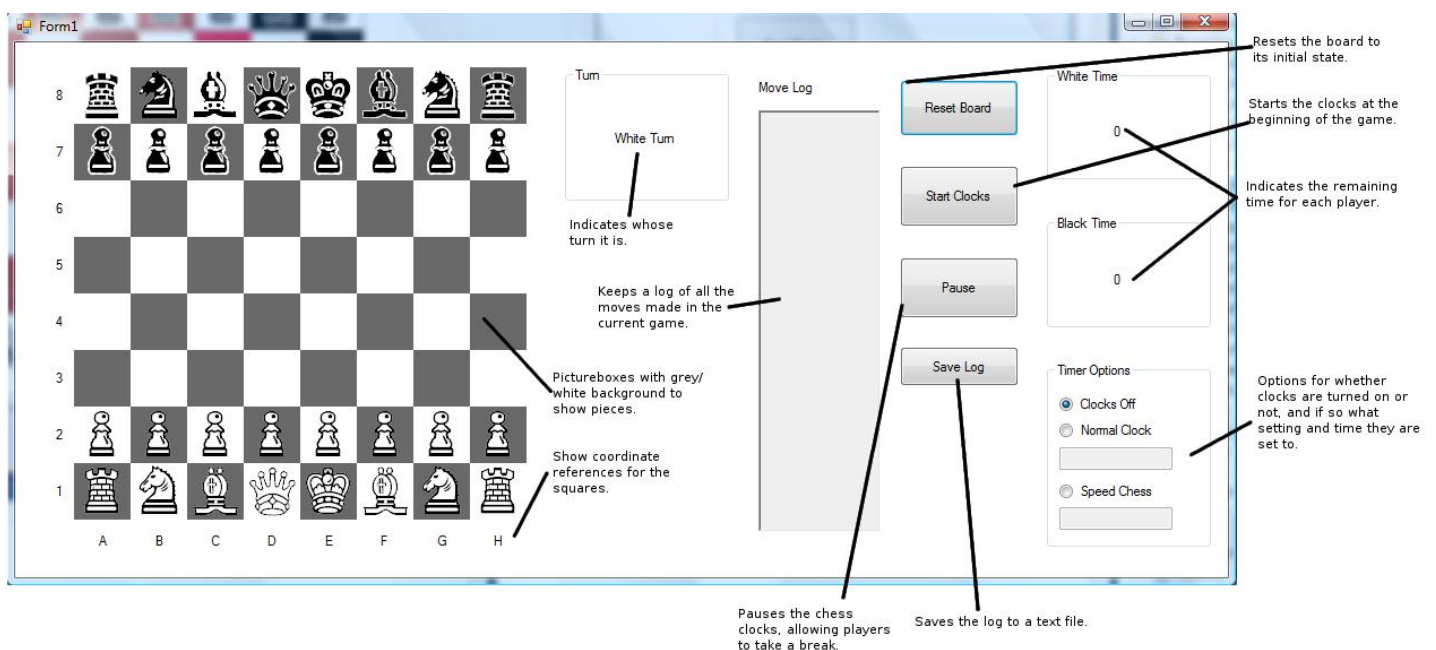 Form1
8
7
6
5
4
3
2
1
A B C D E F G H
Turn
White Turn
Indicates whose
turn it is.
Move Log
Keeps a log of all the
moves made in the
current game.
Pictureboxes with grey/
white background to
show pieces.
Show coordinate
references for the
squares.
Reset Board
Start Clocks
Pause
Save Log
White Time
0
Black Time
0
Timer Options
Clocks Off
Normal Clock
Speed Chess
Resets the board to
its initial state.
Starts the clocks at the
beginning of the game.
Indicates the remaining
time for each player.
Options for whether
clocks are turned on or
not, and if so what
setting and time they are
set to.
Pauses the chess
clocks, allowing players
to take a break.
Saves the log to a text file.